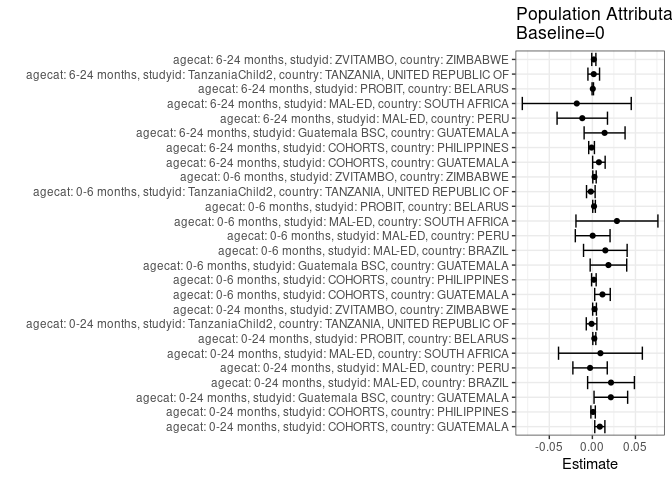 Population Attributa
Baseline=0
agecat: 6-24 months, studyid: ZVITAMBO, country: ZIMBABWE
agecat: 6-24 months, studyid: TanzaniaChild2, country: TANZANIA, UNITED REPUBLIC OF
agecat: 6-24 months, studyid: PROBIT, country: BELARUS
agecat: 6-24 months, studyid: MAL-ED, country: SOUTH AFRICA
agecat: 6-24 months, studyid: MAL-ED, country: PERU
agecat: 6-24 months, studyid: Guatemala BSC, country: GUATEMALA
agecat: 6-24 months, studyid: COHORTS, country: PHILIPPINES
agecat: 6-24 months, studyid: COHORTS, country: GUATEMALA
agecat: 0-6 months, studyid: ZVITAMBO, country: ZIMBABWE
agecat: 0-6 months, studyid: TanzaniaChild2, country: TANZANIA, UNITED REPUBLIC OF
agecat: 0-6 months, studyid: PROBIT, country: BELARUS
agecat: 0-6 months, studyid: MAL-ED, country: SOUTH AFRICA
agecat: 0-6 months, studyid: MAL-ED, country: PERU
agecat: 0-6 months, studyid: MAL-ED, country: BRAZIL
agecat: 0-6 months, studyid: Guatemala BSC, country: GUATEMALA
agecat: 0-6 months, studyid: COHORTS, country: PHILIPPINES
agecat: 0-6 months, studyid: COHORTS, country: GUATEMALA
agecat: 0-24 months, studyid: ZVITAMBO, country: ZIMBABWE
agecat: 0-24 months, studyid: TanzaniaChild2, country: TANZANIA, UNITED REPUBLIC OF
agecat: 0-24 months, studyid: PROBIT, country: BELARUS
agecat: 0-24 months, studyid: MAL-ED, country: SOUTH AFRICA
agecat: 0-24 months, studyid: MAL-ED, country: PERU
agecat: 0-24 months, studyid: MAL-ED, country: BRAZIL
agecat: 0-24 months, studyid: Guatemala BSC, country: GUATEMALA
agecat: 0-24 months, studyid: COHORTS, country: PHILIPPINES
agecat: 0-24 months, studyid: COHORTS, country: GUATEMALA
-0.05 0.00 0.05
Estimate